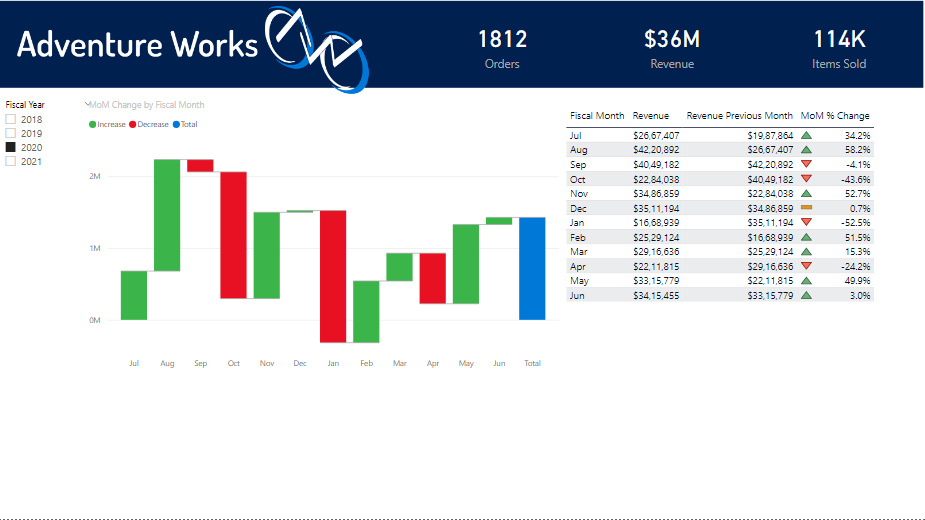 Adventure Works
1812
Orders
$36M
Revenue
114K
Items Sold
Fiscal Year
2018
2019
2020
2021
MoM Change by Fiscal Month
Increase Decrease Total
2M
1M
0M
Jul Aug Sep Oct Nov Dec Jan Feb Mar Apr May Jun Total
Fiscal Month Revenue Revenue Previous Month MoM % Change
Jul $26,67,407 $19,87,864 34.2%
Aug $42,20,892 $26,67,407 58.2%
Sep $40,49,182 $42,20,892 -4.1%
Oct $22,84,038 $40,49,182 -43.6%
Nov $34,86,859 $22,84,038 52.7%
Dec $35,11,194 $34,86,859 0.7%
Jan $16,68,939 $35,11,194 -52.5%
Feb $25,29,124 $16,68,939 51.5%
Mar $29,16,636 $25,29,124 15.3%
Apr $22,11,815 $29,16,636 -24.2%
May $33,15,779 $22,11,815 49.9%
Jun $34,15,455 $33,15,779 3.0%